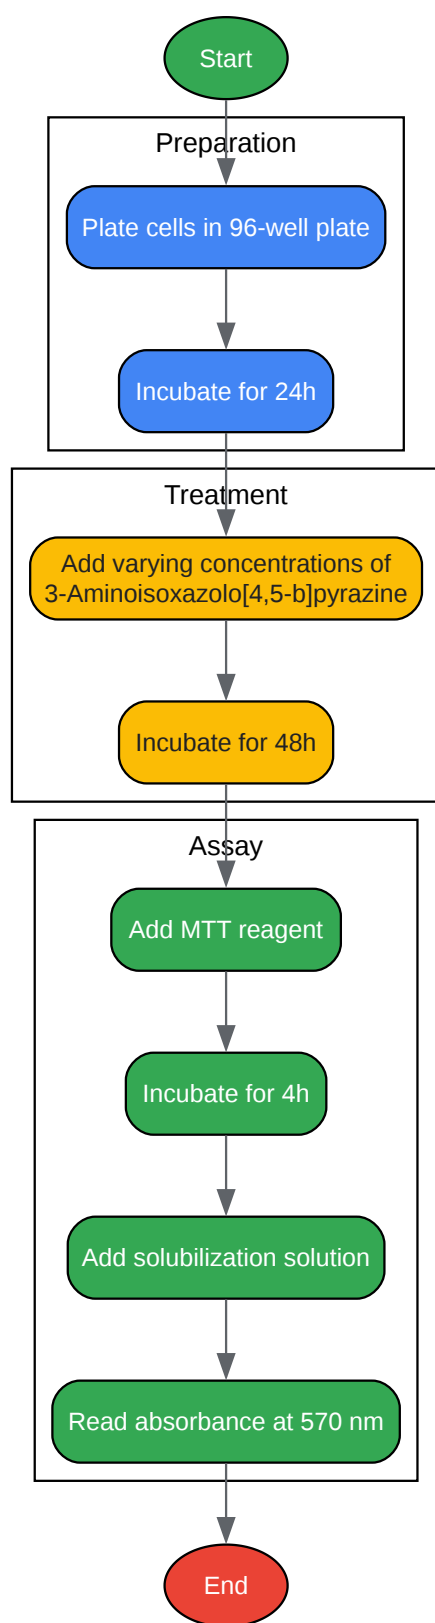 Start
Preparation
Plate cells in 96-well plate
Incubate for 24h
Treatment
Add varying concentrations of
3-Aminoisoxazolo[4,5-b]pyrazine
Incubate for 48h
Assay
Add MTT reagent
Incubate for 4h
Add solubilization solution
Read absorbance at 570 nm
End